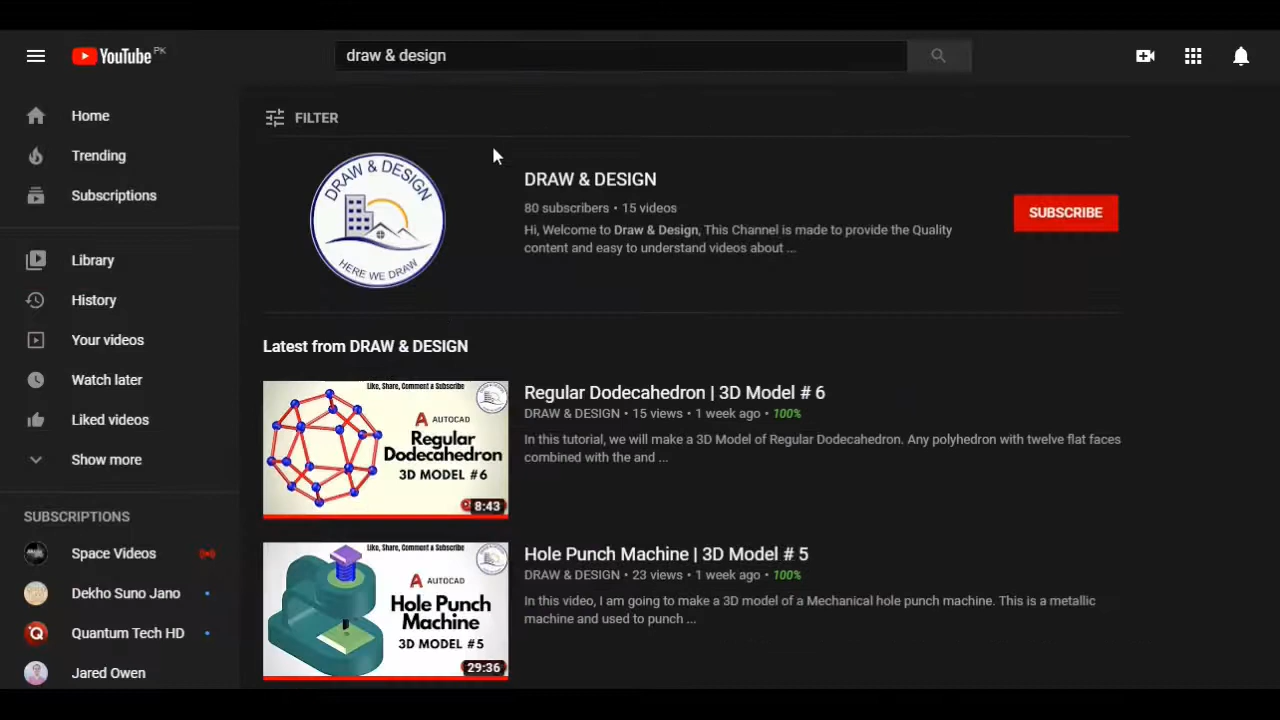 YouTube PK
draw & design
Home
Trending
Subscriptions
Library
History
Your videos
Watch later
Liked videos
Show more
SUBSCRIPTIONS
Space Videos
Dekho Suno Jano
Quantum Tech HD
Jared Owen
FILTER
DRAW & DESIGN
HERE WE DRAW
DRAW & DESIGN
80 subscribers • 15 videos
Hi, Welcome to Draw & Design, This Channel is made to provide the Quality
content and easy to understand videos about ...
SUBSCRIBE
Latest from DRAW & DESIGN
Like, Share, Comment & Subscribe
A AUTOCAD
Regular
Dodecahedron
3D MODEL #6
8:43
Regular Dodecahedron | 3D Model # 6
DRAW & DESIGN • 15 views • 1 week ago • 100%
In this tutorial, we will make a 3D Model of Regular Dodecahedron. Any polyhedron with twelve flat faces
combined with the and ...
Like, Share, Comment & Subscribe
A AUTOCAD
Hole Punch
Machine
3D MODEL #5
29:36
Hole Punch Machine | 3D Model # 5
DRAW & DESIGN • 23 views • 1 week ago • 100%
In this video, I am going to make a 3D model of a Mechanical hole punch machine. This is a metallic
machine and used to punch ...